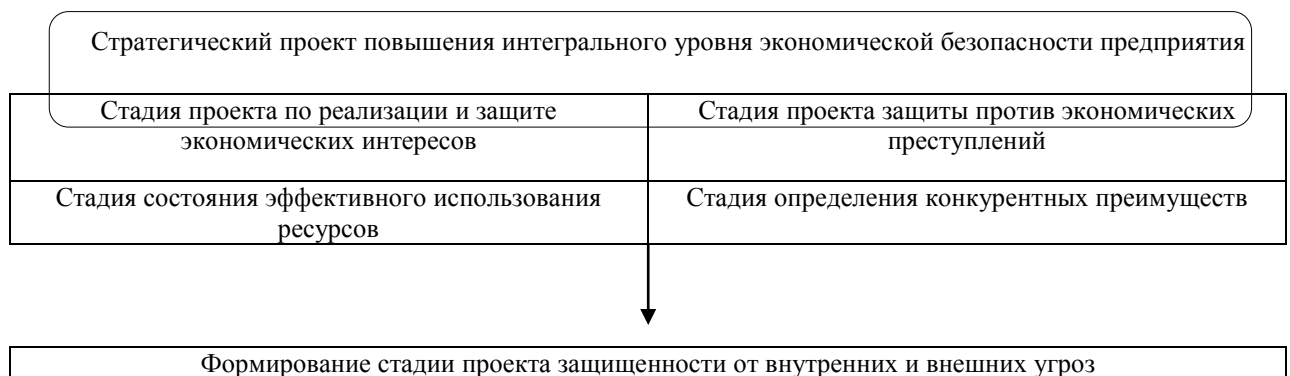 Стратегический проект повышения интегрального уровня экономической безопасности предприятия
Стадия проекта по реализации и защите
экономических интересов
Стадия проекта защиты против экономических
преступлений
Стадия состояния эффективного использования
ресурсов
Стадия определения конкурентных преимуществ
Формирование стадии проекта защищенности от внутренних и внешних угроз